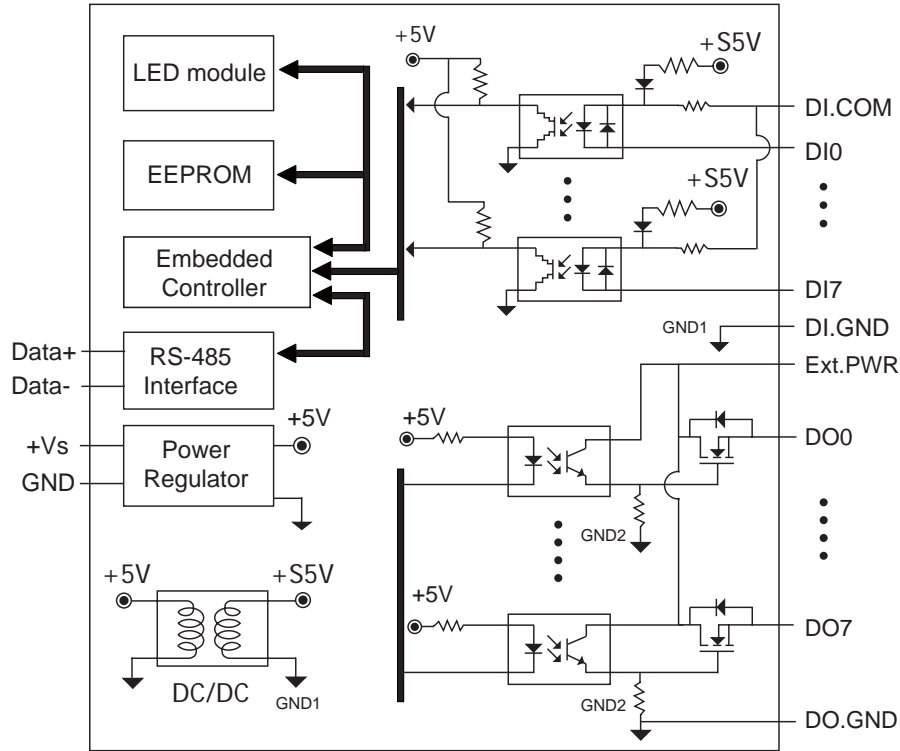 LED module
EEPROM
Embedded
Controller
RS-485
Interface
Data+
Data-
+Vs
GND
Power
Regulator
+5V
+5V
+S5V
DC/DC
GND1
+5V
+S5V
DI.COM
DI0
+S5V
DI7
GND1
DI.GND
Ext.PWR
+5V
DO0
GND2
+5V
DO7
GND2
DO.GND